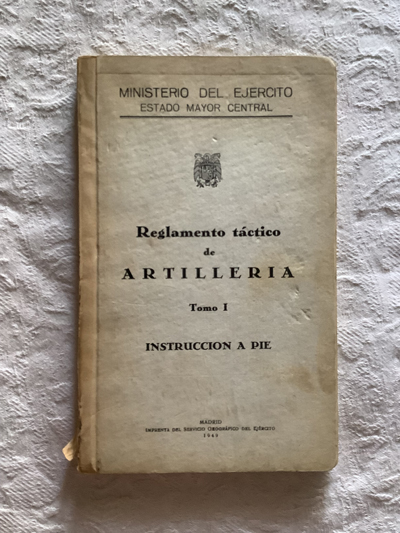 MINISTERIO DEL EJERCITO
ESTADO MAYOR CENTRAL
Reglamento táctico
de
ARTILLERIA
Tomo I
INSTRUCCION A PIE
MADRID
IMPRENTA DEL SERVICIO GEOGRÁFICO DEL EJÉRCITO